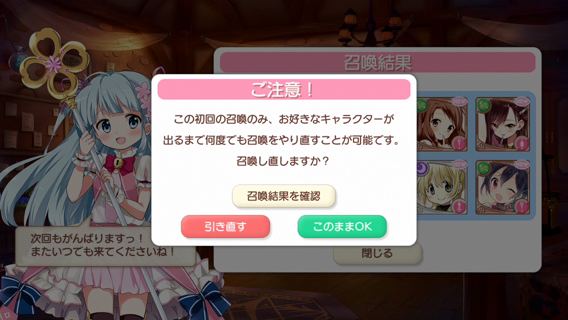 召喚結果
ご注意！
この初回の召喚のみ、お好きなキャラクターが
出るまで何度でも召喚をやり直すことが可能です。
召喚し直しますか？
召喚結果を確認
引き直す
このままOK
次回もがんばりますっ！
またいつでも来てくださいね！
閉じる